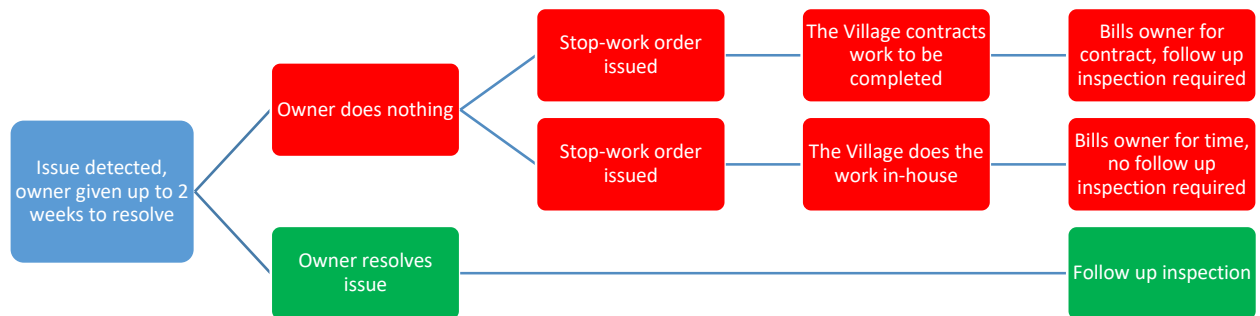 Issue detected,
owner given up to 2
weeks to resolve
Owner does nothing
Stop-work order
issued
The Village contracts
work to be
completed
Bills owner for
contract, follow up
inspection required
Stop-work order
issued
The Village does the
work in-house
Bills owner for time,
no follow up
inspection required
Owner resolves
issue
Follow up inspection